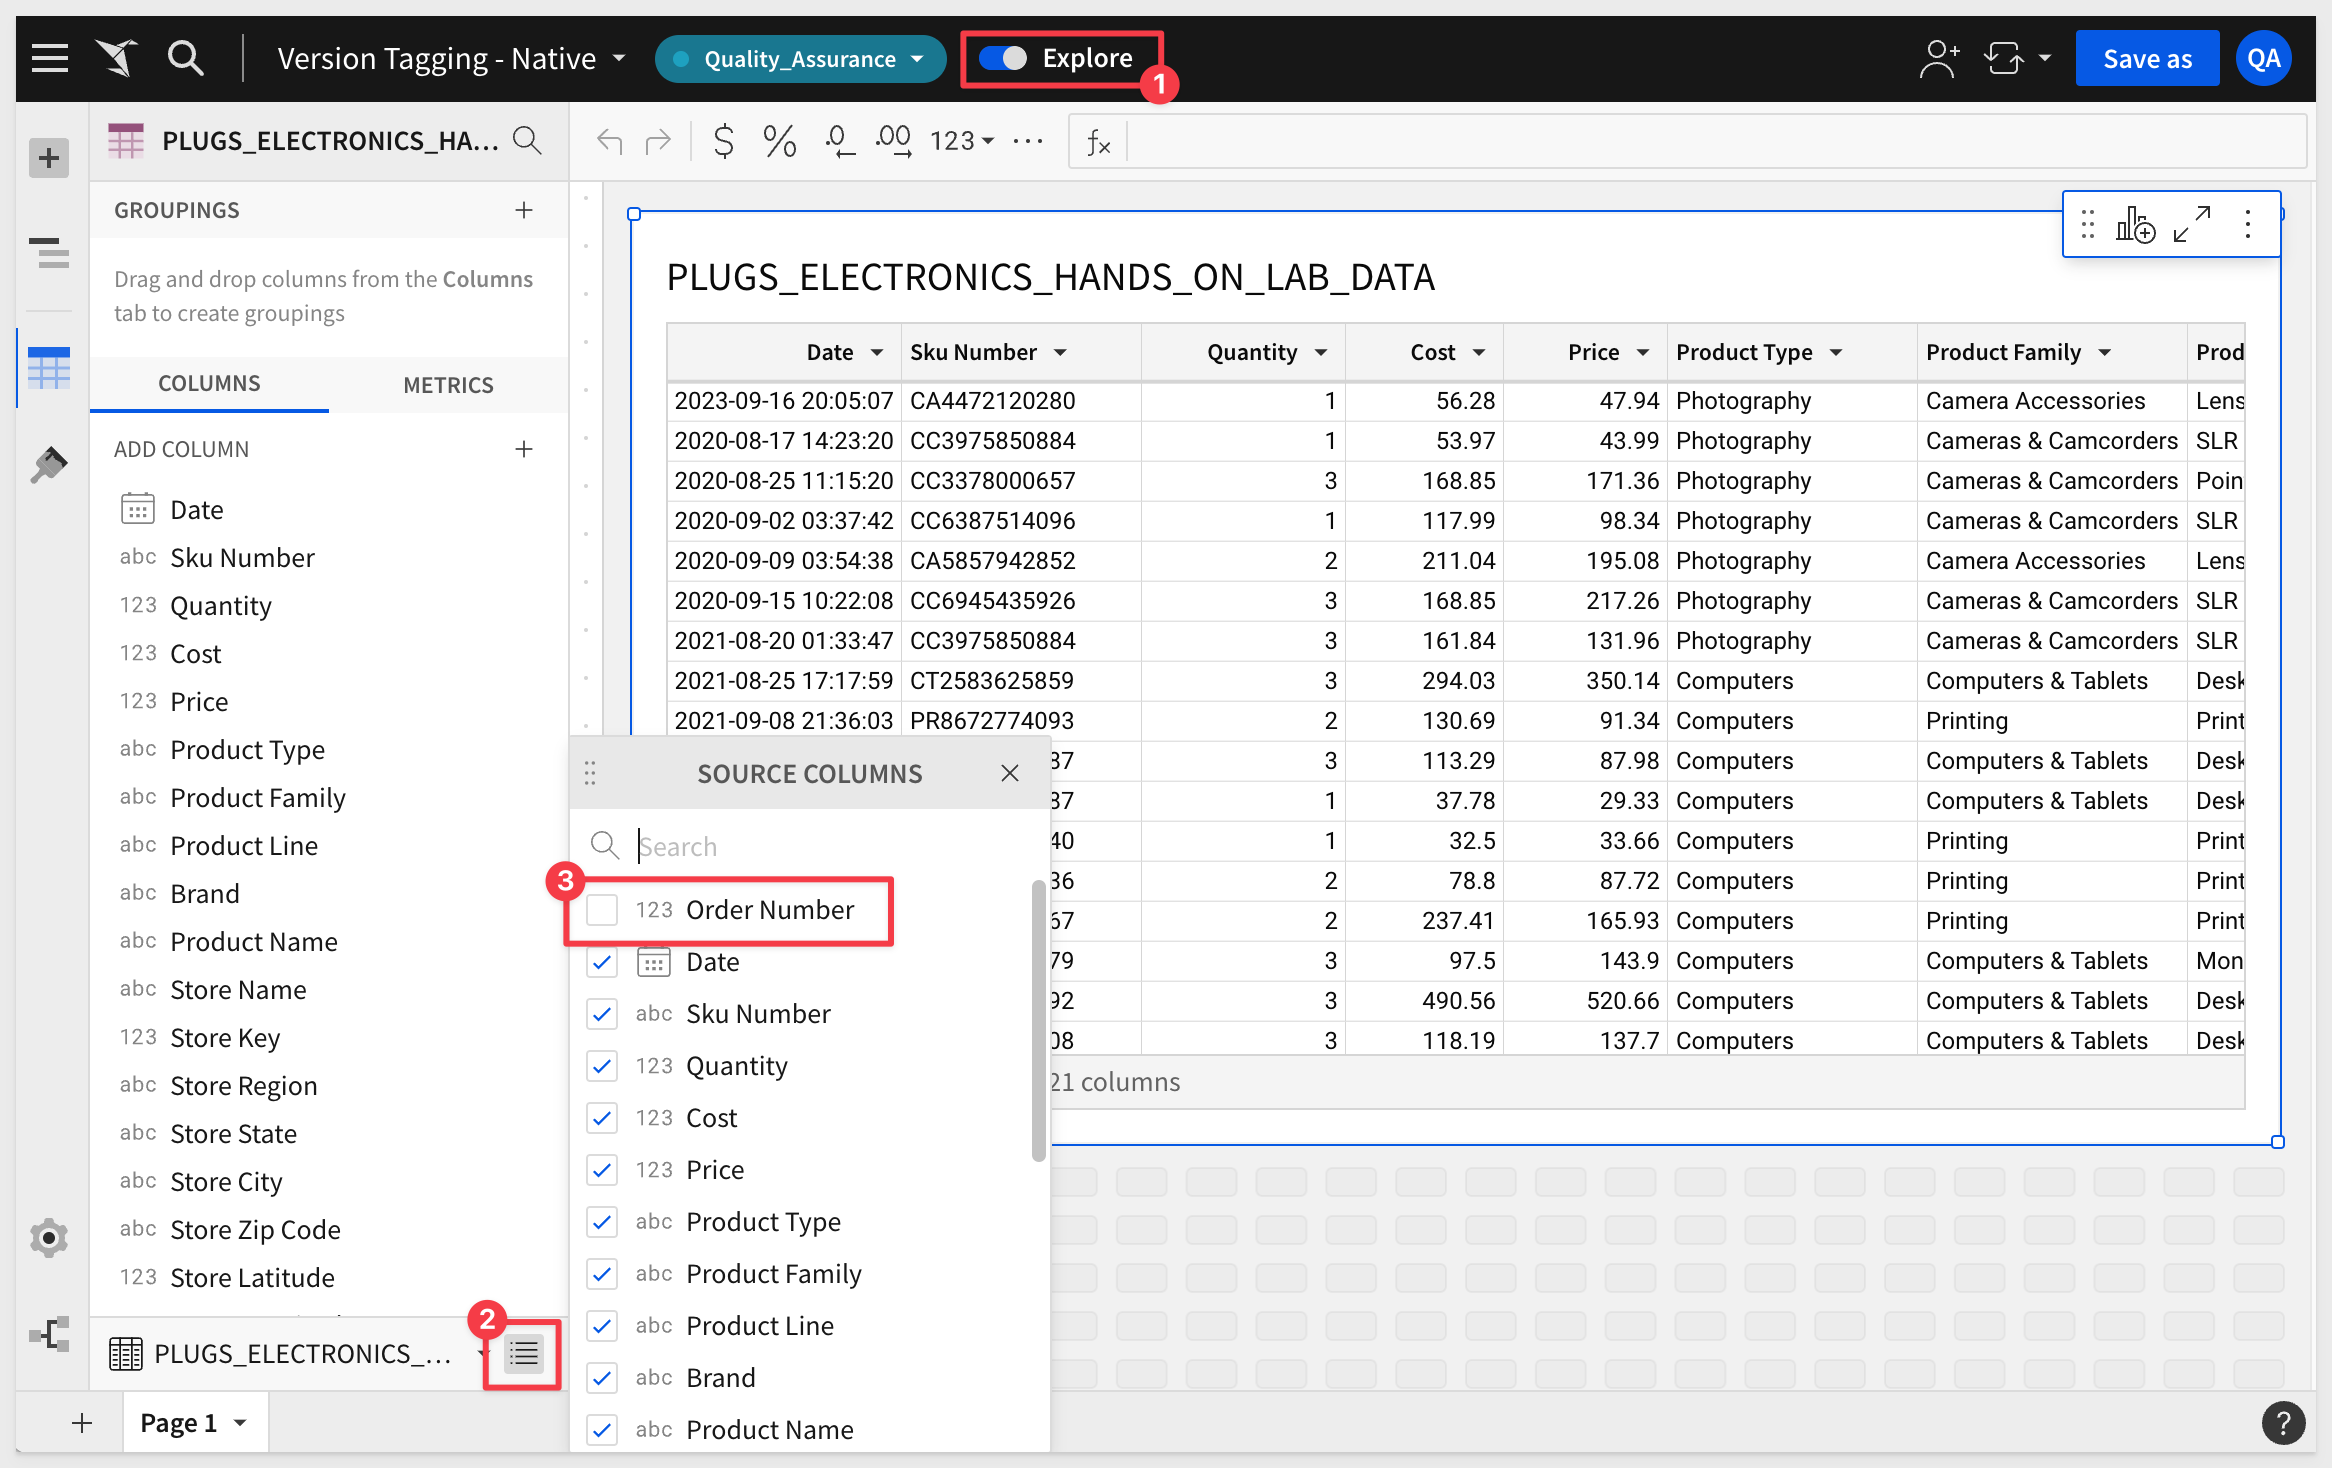 Version Tagging - Native
Quality_Assurance
Explore
1
Save as
QA
PLUGS_ELECTRONICS_HA...
$ % .0 .00 123 ...
fx
GROUPINGS
Drag and drop columns from the Columns
tab to create groupings
COLUMNS METRICS
ADD COLUMN
Date
abc Sku Number
123 Quantity
123 Cost
123 Price
abc Product Type
abc Product Family
abc Product Line
abc Brand
abc Product Name
abc Store Name
123 Store Key
abc Store Region
abc Store State
abc Store City
abc Store Zip Code
123 Store Latitude
2
PLUGS_ELECTRONICS_...
Page 1
PLUGS_ELECTRONICS_HANDS_ON_LAB_DATA
Date Sku Number Quantity Cost Price Product Type Product Family Prod
2023-09-16 20:05:07 CA4472120280 1 56.28 47.94 Photography Camera Accessories Lens
2020-08-17 14:23:20 CC3975850884 1 53.97 43.99 Photography Cameras & Camcorders SLR
2020-08-25 11:15:20 CC3378000657 3 168.85 171.36 Photography Cameras & Camcorders Poin
2020-09-02 03:37:42 CC6387514096 1 117.99 98.34 Photography Cameras & Camcorders SLR
2020-09-09 03:54:38 CA5857942852 2 211.04 195.08 Photography Camera Accessories Lens
2020-09-15 10:22:08 CC6945435926 3 168.85 217.26 Photography Cameras & Camcorders SLR
2021-08-20 01:33:47 CC3975850884 3 161.84 131.96 Photography Cameras & Camcorders SLR
2021-08-25 17:17:59 CT2583625859 3 294.03 350.14 Computers Computers & Tablets Desk
2021-09-08 21:36:03 PR8672774093 2 130.69 91.34 Computers Printing Print
37 3 113.29 87.98 Computers Computers & Tablets Desk
37 1 37.78 29.33 Computers Computers & Tablets Desk
40 1 32.5 33.66 Computers Printing Print
36 2 78.8 87.72 Computers Printing Print
67 2 237.41 165.93 Computers Printing Print
79 3 97.5 143.9 Computers Computers & Tablets Mon
92 3 490.56 520.66 Computers Computers & Tablets Desk
08 3 118.19 137.7 Computers Computers & Tablets Desk
21 columns
SOURCE COLUMNS
Search
3
123 Order Number
Date
abc Sku Number
123 Quantity
123 Cost
123 Price
abc Product Type
abc Product Family
abc Product Line
abc Brand
abc Product Name
?